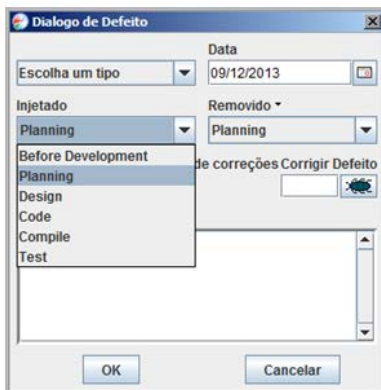 Dialogo de Defeito
Data
Escolha um tipo
09/12/2013
Injetado
Removido
Planning
Planning
Before Development
de correções
Corrigir Defeito
Planning
Design
Code
Compile
Test
OK
Cancelar